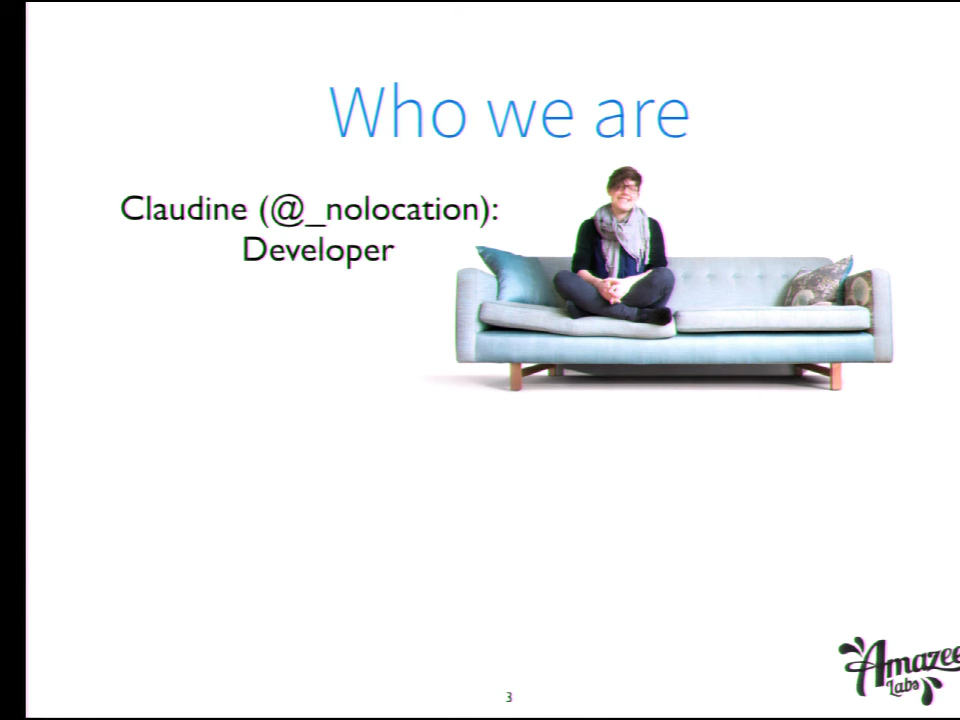 Who we are
Claudine (@_nolocation):
Developer
Amazee
Labs
3